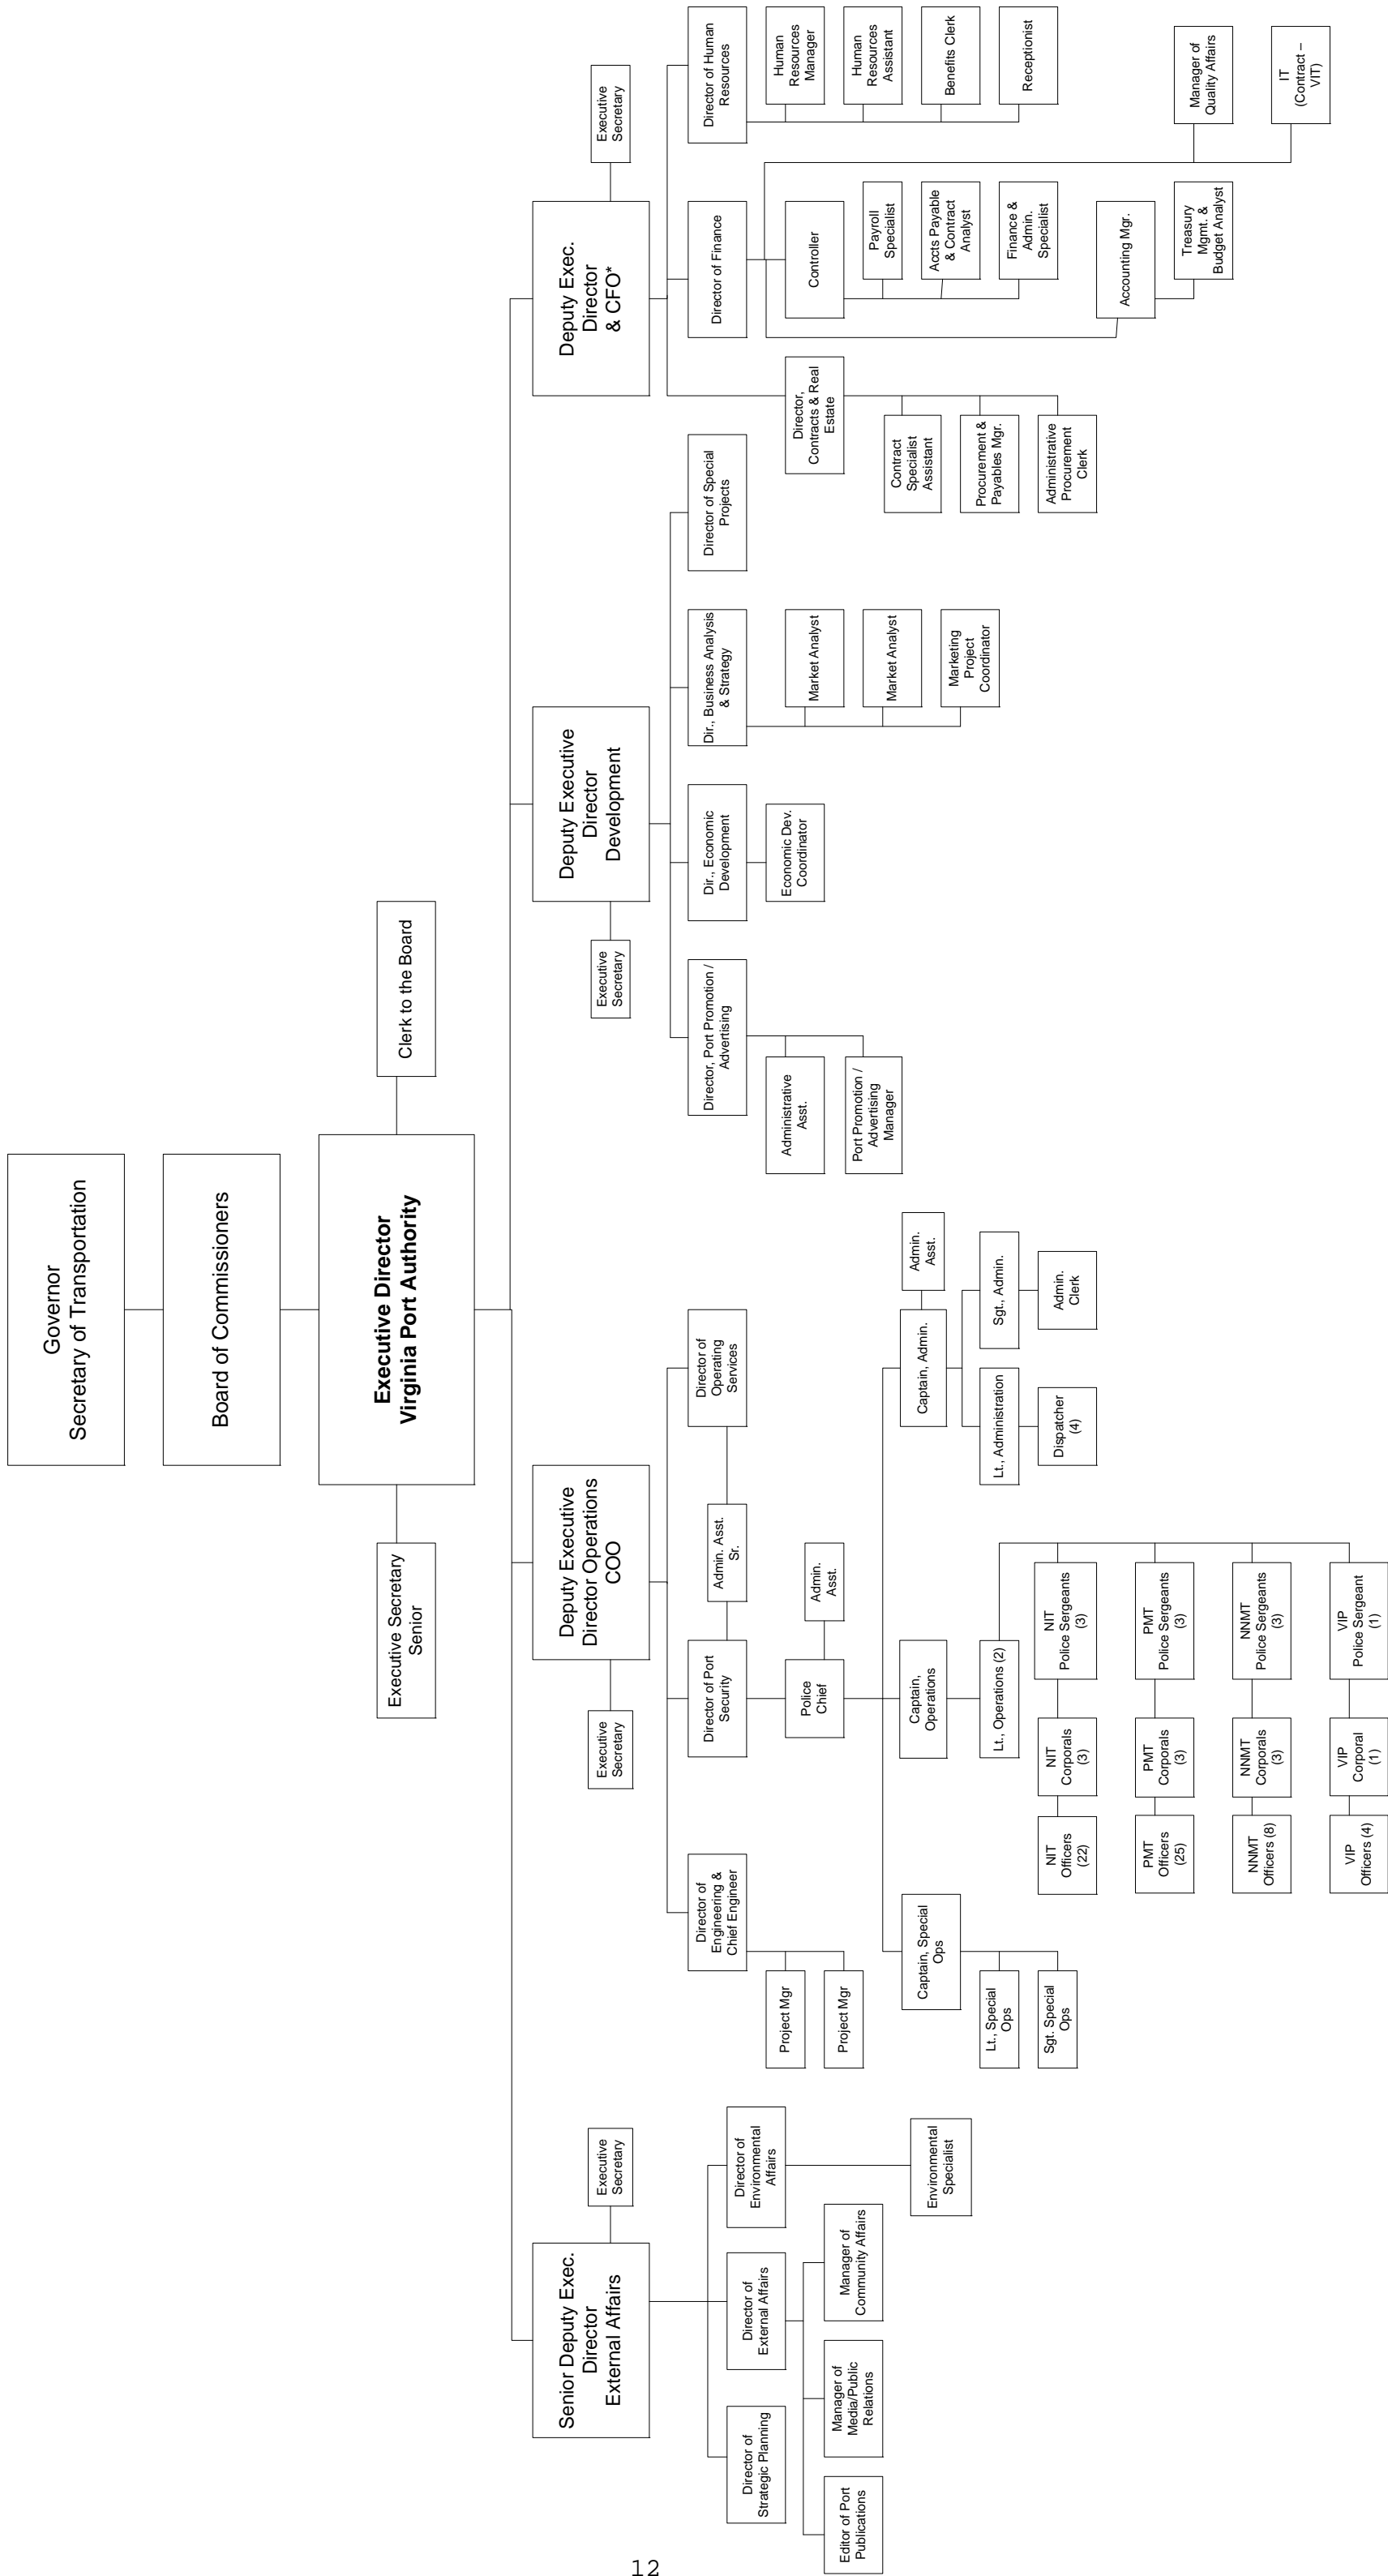 Governor
Secretary of Transportation
Board of Commissioners
Executive Director
Virginia Port Authority
Executive Secretary
Senior
Clerk to the Board
Senior Deputy Exec.
Director
External Affairs
Executive
Secretary
Director of
Strategic Planning
Director of
External Affairs
Director of
Environmental
Affairs
Editor of Port
Publications
Manager of
Media/Public
Relations
Manager of
Community Affairs
Environmental
Specialist
Deputy Executive
Director Operations
COO
Executive
Secretary
Director of
Engineering &
Chief Engineer
Project Mgr
Project Mgr
Director of Port
Security
Admin. Asst.
Sr.
Director of
Operating
Services
Police
Chief
Admin.
Asst.
Captain, Special
Ops
Lt., Special
Ops
Sgt. Special
Ops
Captain,
Operations
Lt., Operations (2)
NIT
Officers
(22)
NIT
Corporals
(3)
NIT
Police Sergeants
(3)
PMT
Officers
(25)
PMT
Corporals
(3)
PMT
Police Sergeants
(3)
NNMT
Officers (8)
NNMT
Corporals
(3)
NNMT
Police Sergeants
(3)
VIP
Officers (4)
VIP
Corporal
(1)
VIP
Police Sergeant
(1)
Captain, Admin.
Admin.
Asst.
Lt., Administration
Sgt., Admin.
Dispatcher
(4)
Admin.
Clerk
Deputy Executive
Director
Development
Executive
Secretary
Director, Port Promotion /
Advertising
Administrative
Asst.
Port Promotion /
Advertising
Manager
Dir., Economic
Development
Economic Dev.
Coordinator
Dir., Business Analysis
& Strategy
Market Analyst
Market Analyst
Marketing
Project
Coordinator
Director of Special
Projects
Deputy Exec.
Director
& CFO*
Executive
Secretary
Director,
Contracts & Real
Estate
Contract
Specialist
Assistant
Procurement &
Payables Mgr.
Administrative
Procurement
Clerk
Director of Finance
Controller
Payroll
Specialist
Accts Payable
& Contract
Analyst
Finance &
Admin.
Specialist
Accounting Mgr.
Treasury
Mgmt. &
Budget Analyst
Director of Human
Resources
Human
Resources
Manager
Human
Resources
Assistant
Benefits Clerk
Receptionist
Manager of
Quality Affairs
IT
(Contract –
VIT)
12